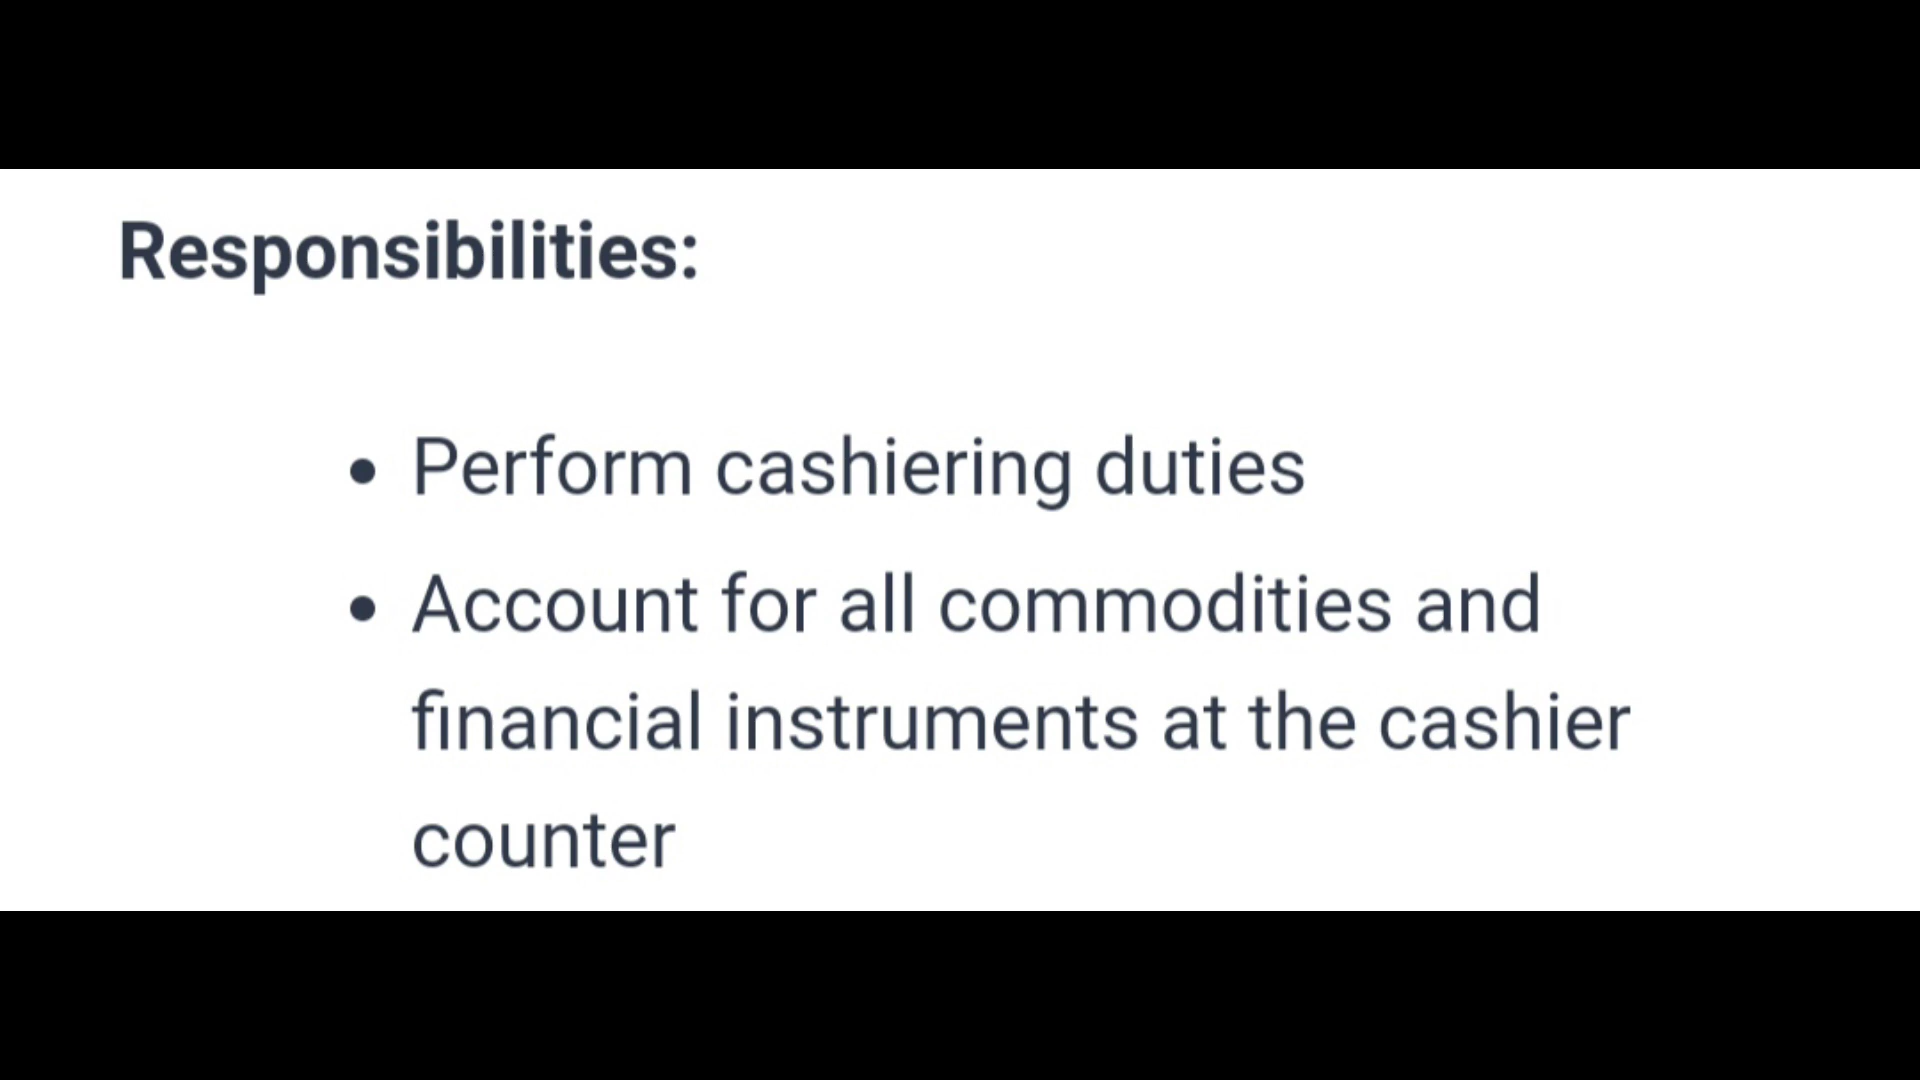 Responsibilities:
• Perform cashiering duties
• Account for all commodities and
financial instruments at the cashier
counter